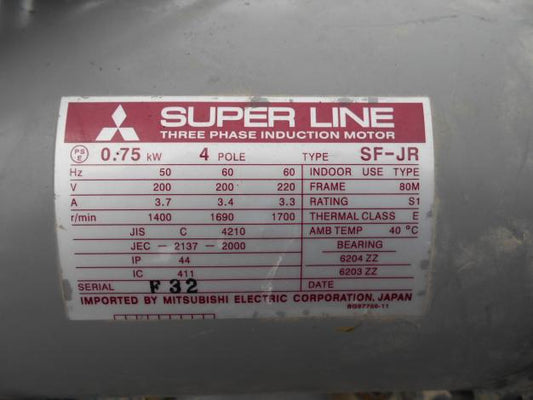 SUPER LINE
THREE PHASE INDUCTION MOTOR
PS E 0.75 kW 4 POLE TYPE SF-JR
Hz 50 60 60 INDOOR USE TYPE
V 200 200 220 FRAME 80M
A 3.7 3.4 3.3 RATING S1
r/min 1400 1690 1700 THERMAL CLASS E
JIS C 4210 AMB TEMP 40 °C
JEC - 2137 - 2000 BEARING
IP 44 6204 ZZ
IC 411 6203 ZZ
SERIAL F 32 DATE
IMPORTED BY MITSUBISHI ELECTRIC CORPORATION, JAPAN